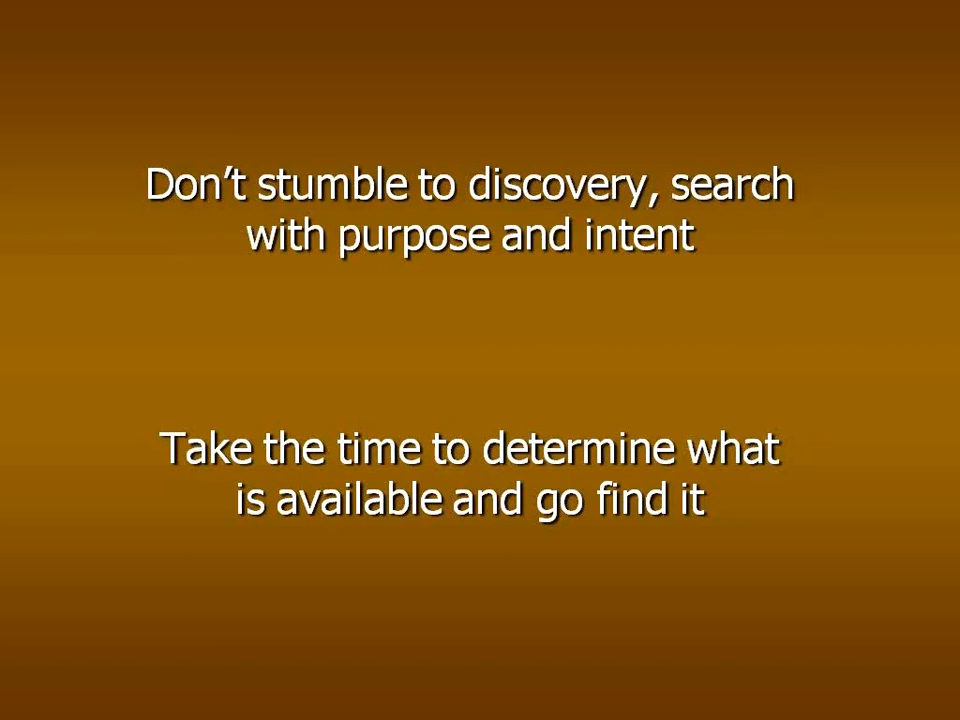 Don’t stumble to discovery, search
with purpose and intent
Take the time to determine what
is available and go find it